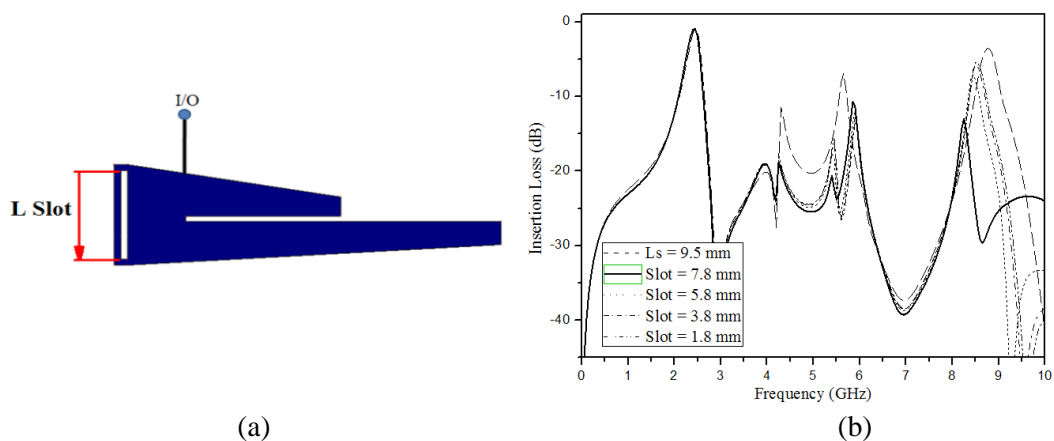 I/O
L Slot
(a)
0
-10
-20
-30
-40
Insertion Loss (dB)
Ls = 9.5 mm
Slot = 7.8 mm
Slot = 5.8 mm
Slot = 3.8 mm
Slot = 1.8 mm
0 1 2 3 4 5 6 7 8 9 10
Frequency (GHz)
(b)